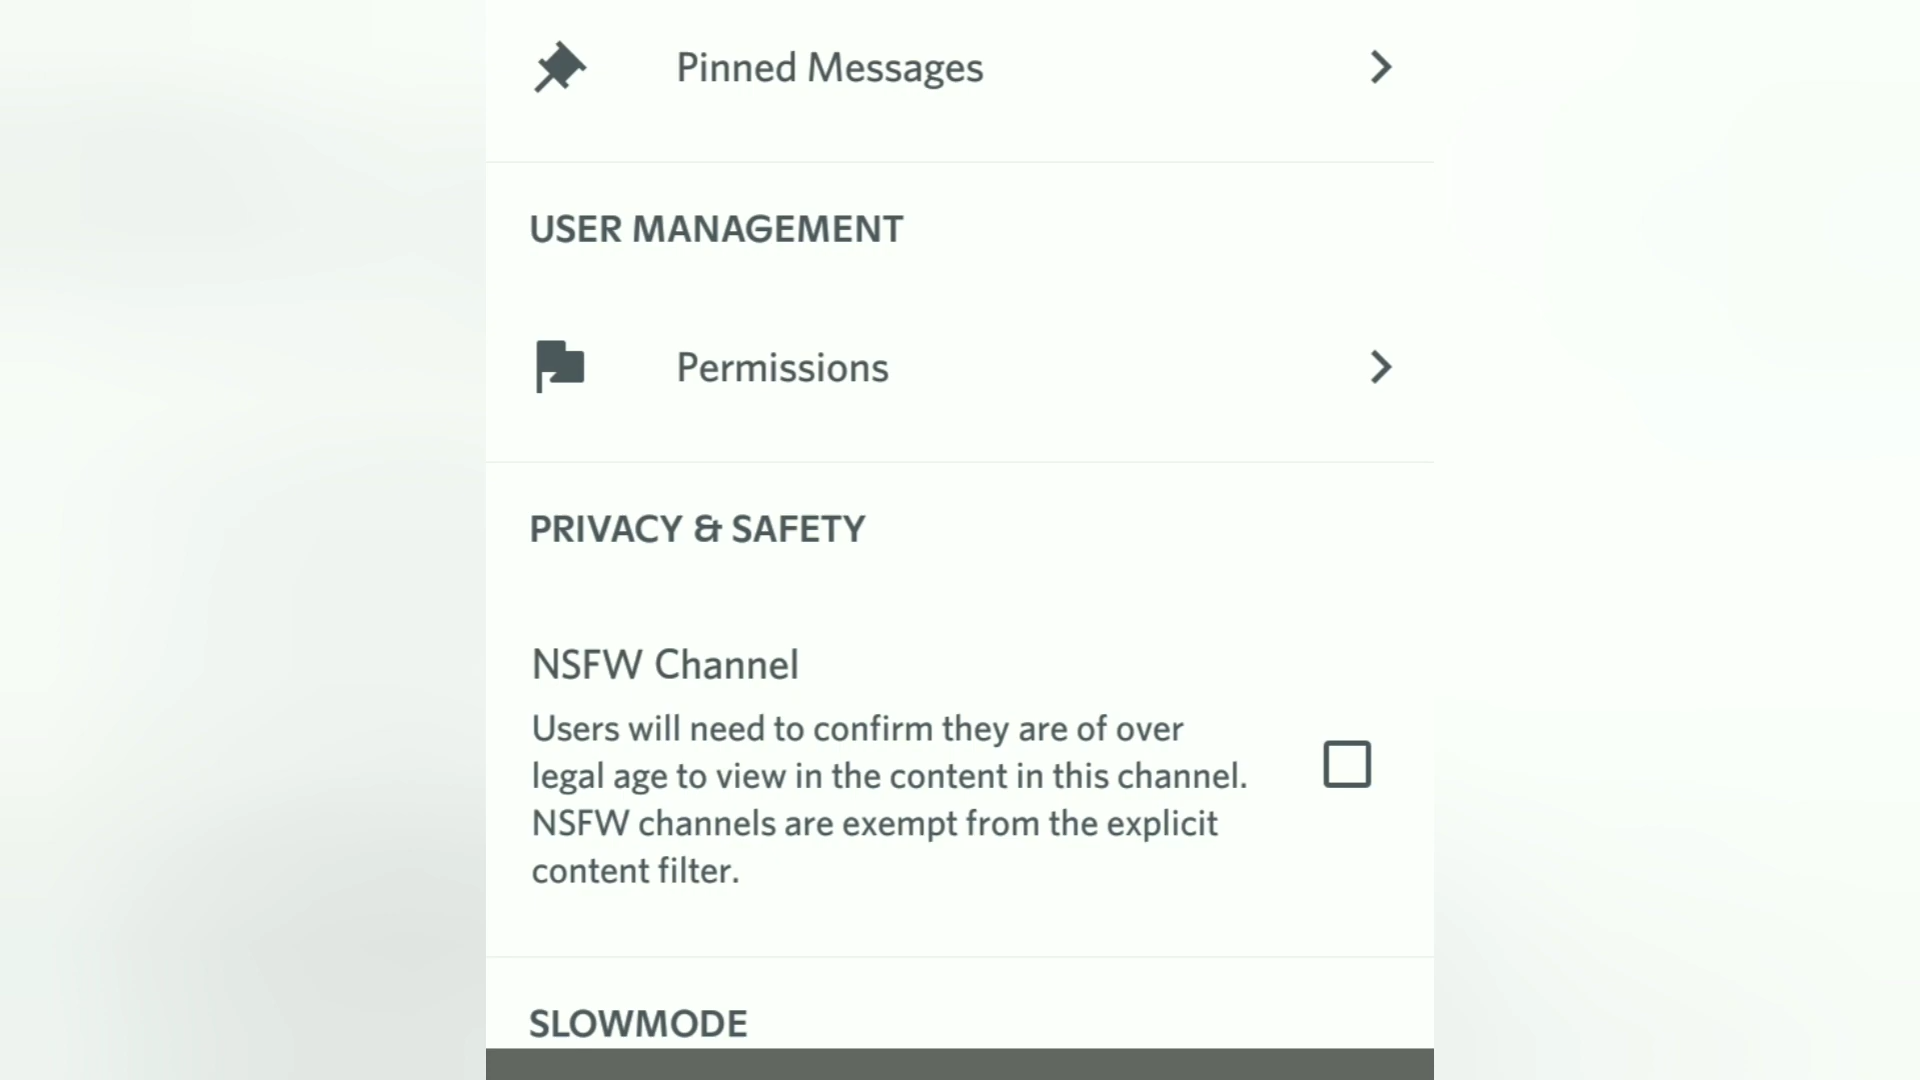 Pinned Messages
USER MANAGEMENT
Permissions
PRIVACY & SAFETY
NSFW Channel
Users will need to confirm they are of over
legal age to view in the content in this channel.
NSFW channels are exempt from the explicit
content filter.
SLOWMODE